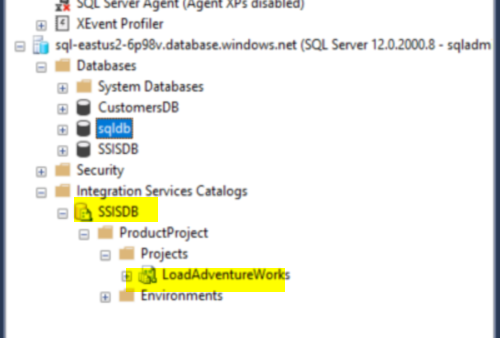 SQL Server Agent (Agent XPs disabled)
XEvent Profiler
sql-eastus2-6p98v.database.windows.net (SQL Server 12.0.2000.8 - sqladm
Databases
System Databases
CustomersDB
sqldb
SSISDB
Security
Integration Services Catalogs
SSISDB
ProductProject
Projects
LoadAdventureWorks
Environments